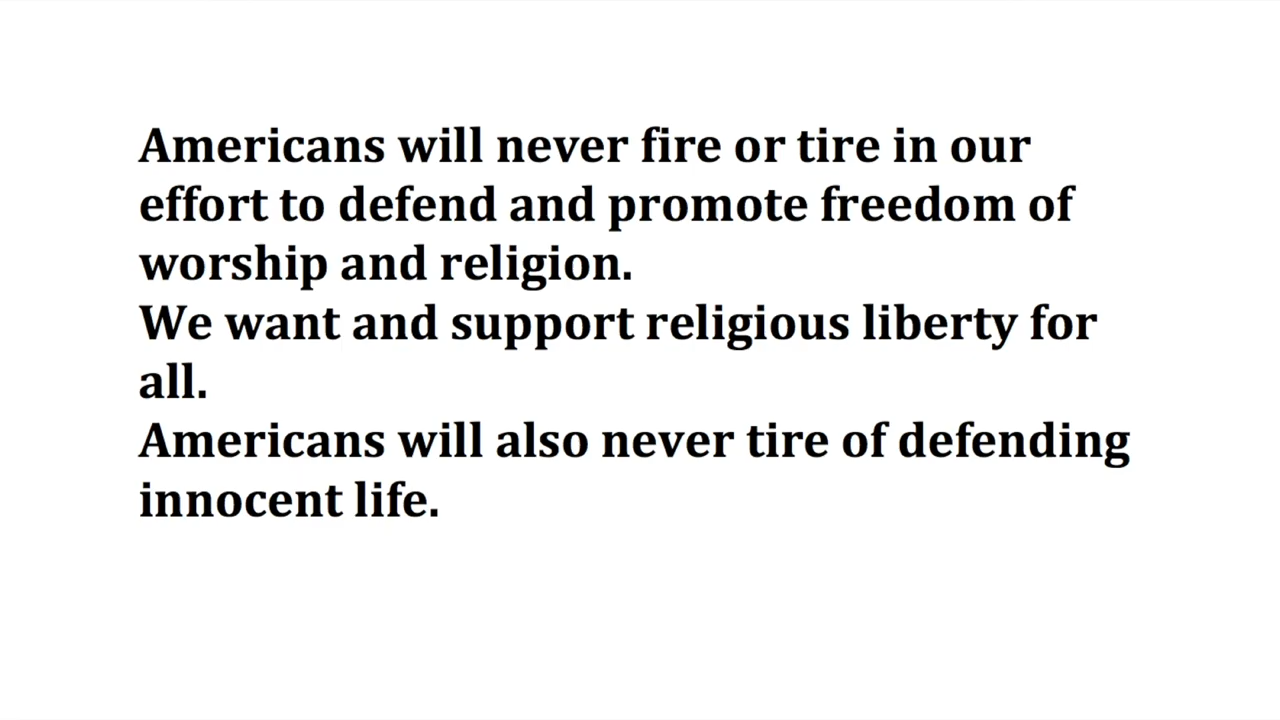 Americans will never fire or tire in our
effort to defend and promote freedom of
worship and religion.
We want and support religious liberty for
all.
Americans will also never tire of defending
innocent life.